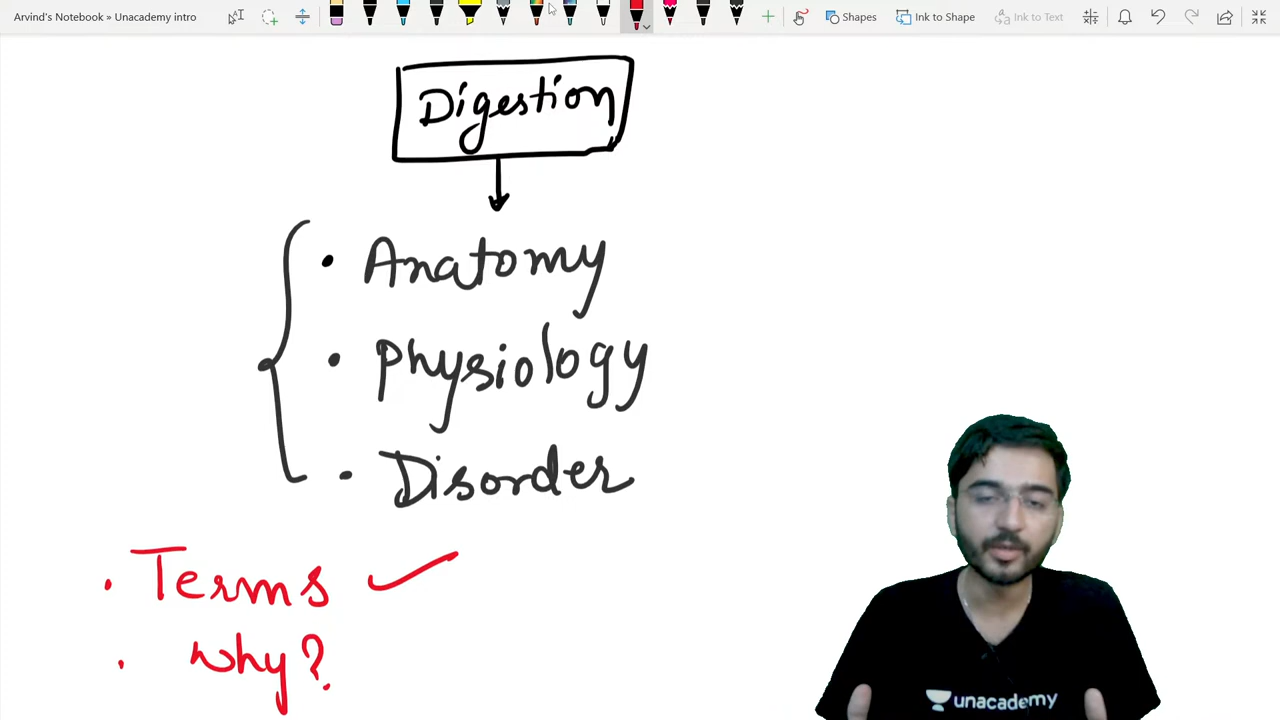 Arvind's Notebook » Unacademy intro
Shapes
Ink to Shape
Ink to Text
Digestion
• Anatomy
• Physiology
• Disorder
• Terms ✓
• Why?
unacademy